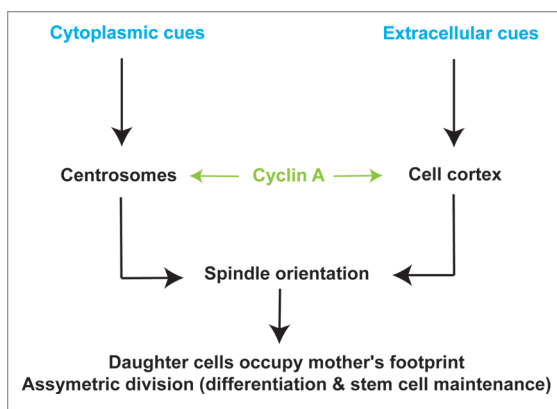 Cytoplasmic cues
Extracellular cues
Centrosomes
Cyclin A
Cell cortex
Spindle orientation
Daughter cells occupy mother's footprint
Assymetric division (differentiation & stem cell maintenance)